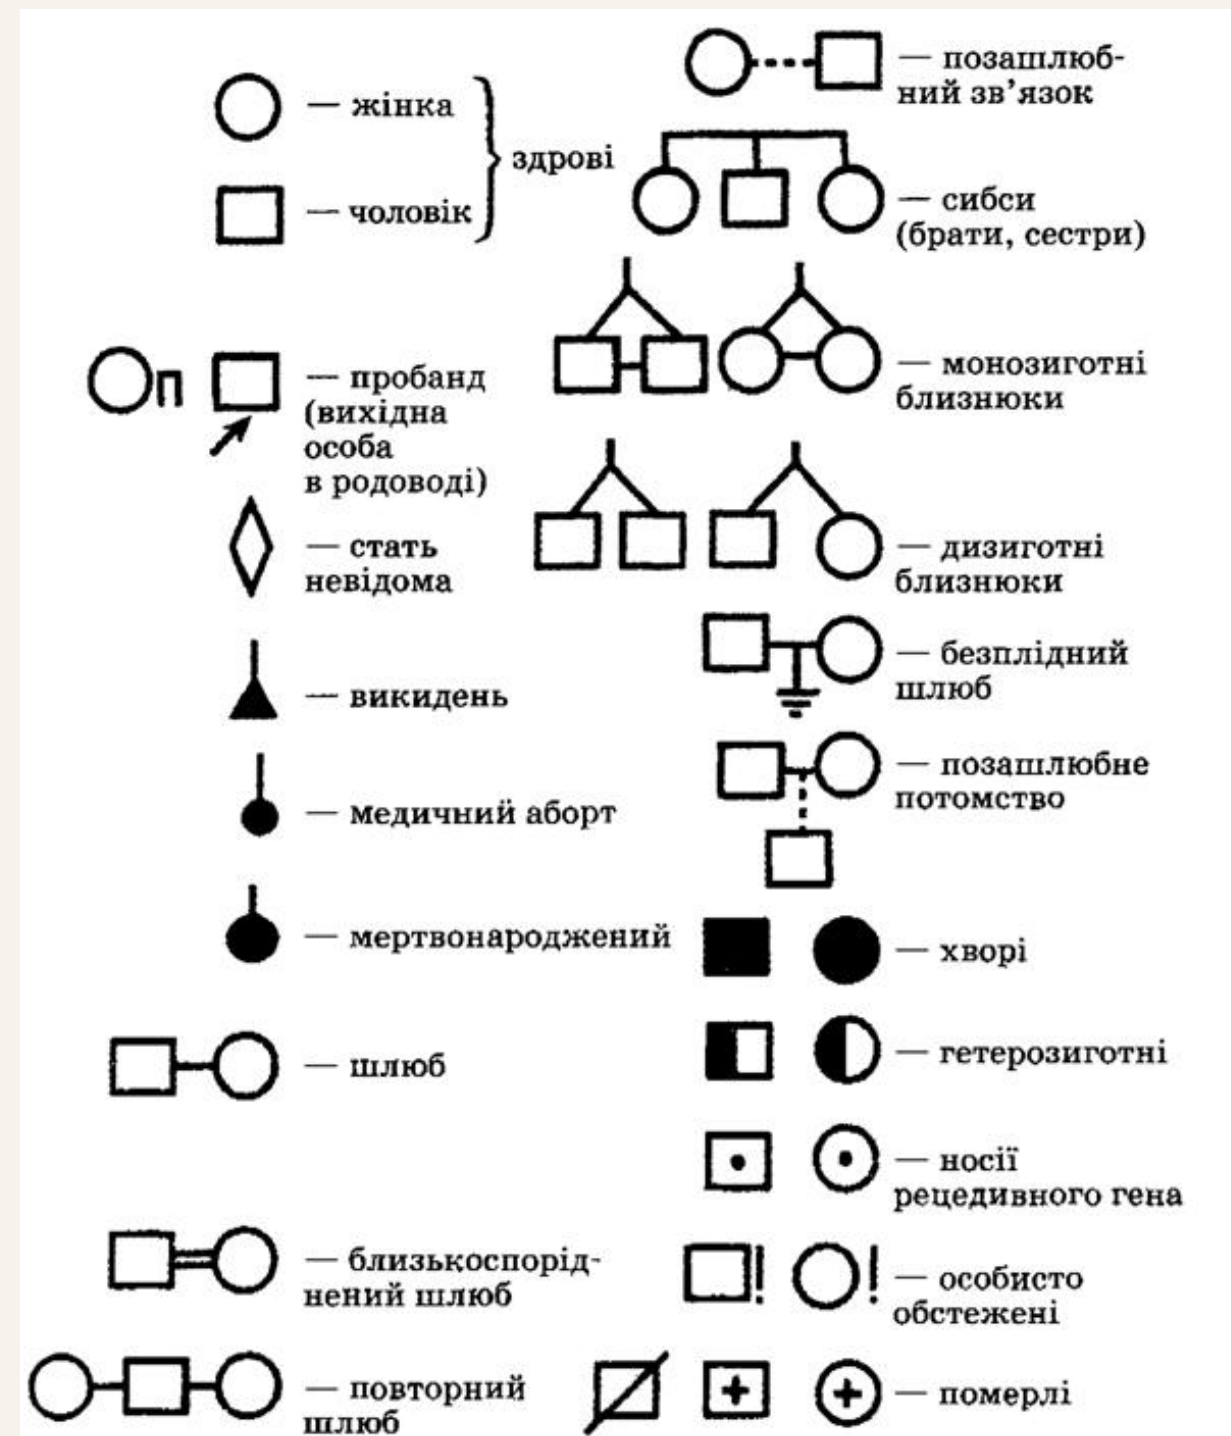 — жінка
— чоловік
здрові
П
— пробанд
(вихідна
особа
в родоводі)
— стать
невідома
— викидень
— медичний аборт
— мертвонароджений
— шлюб
— близькоспорід-
нений шлюб
— повторний
шлюб
— позашлюб-
ний зв’язок
— сибси
(брати, сестри)
— монозиготні
близнюки
— дизиготні
близнюки
— безплідний
шлюб
— позашлюбне
потомство
— хворі
— гетерозиготні
— носії
рецедивного гена
! ! — особисто
обстежені
— померлі